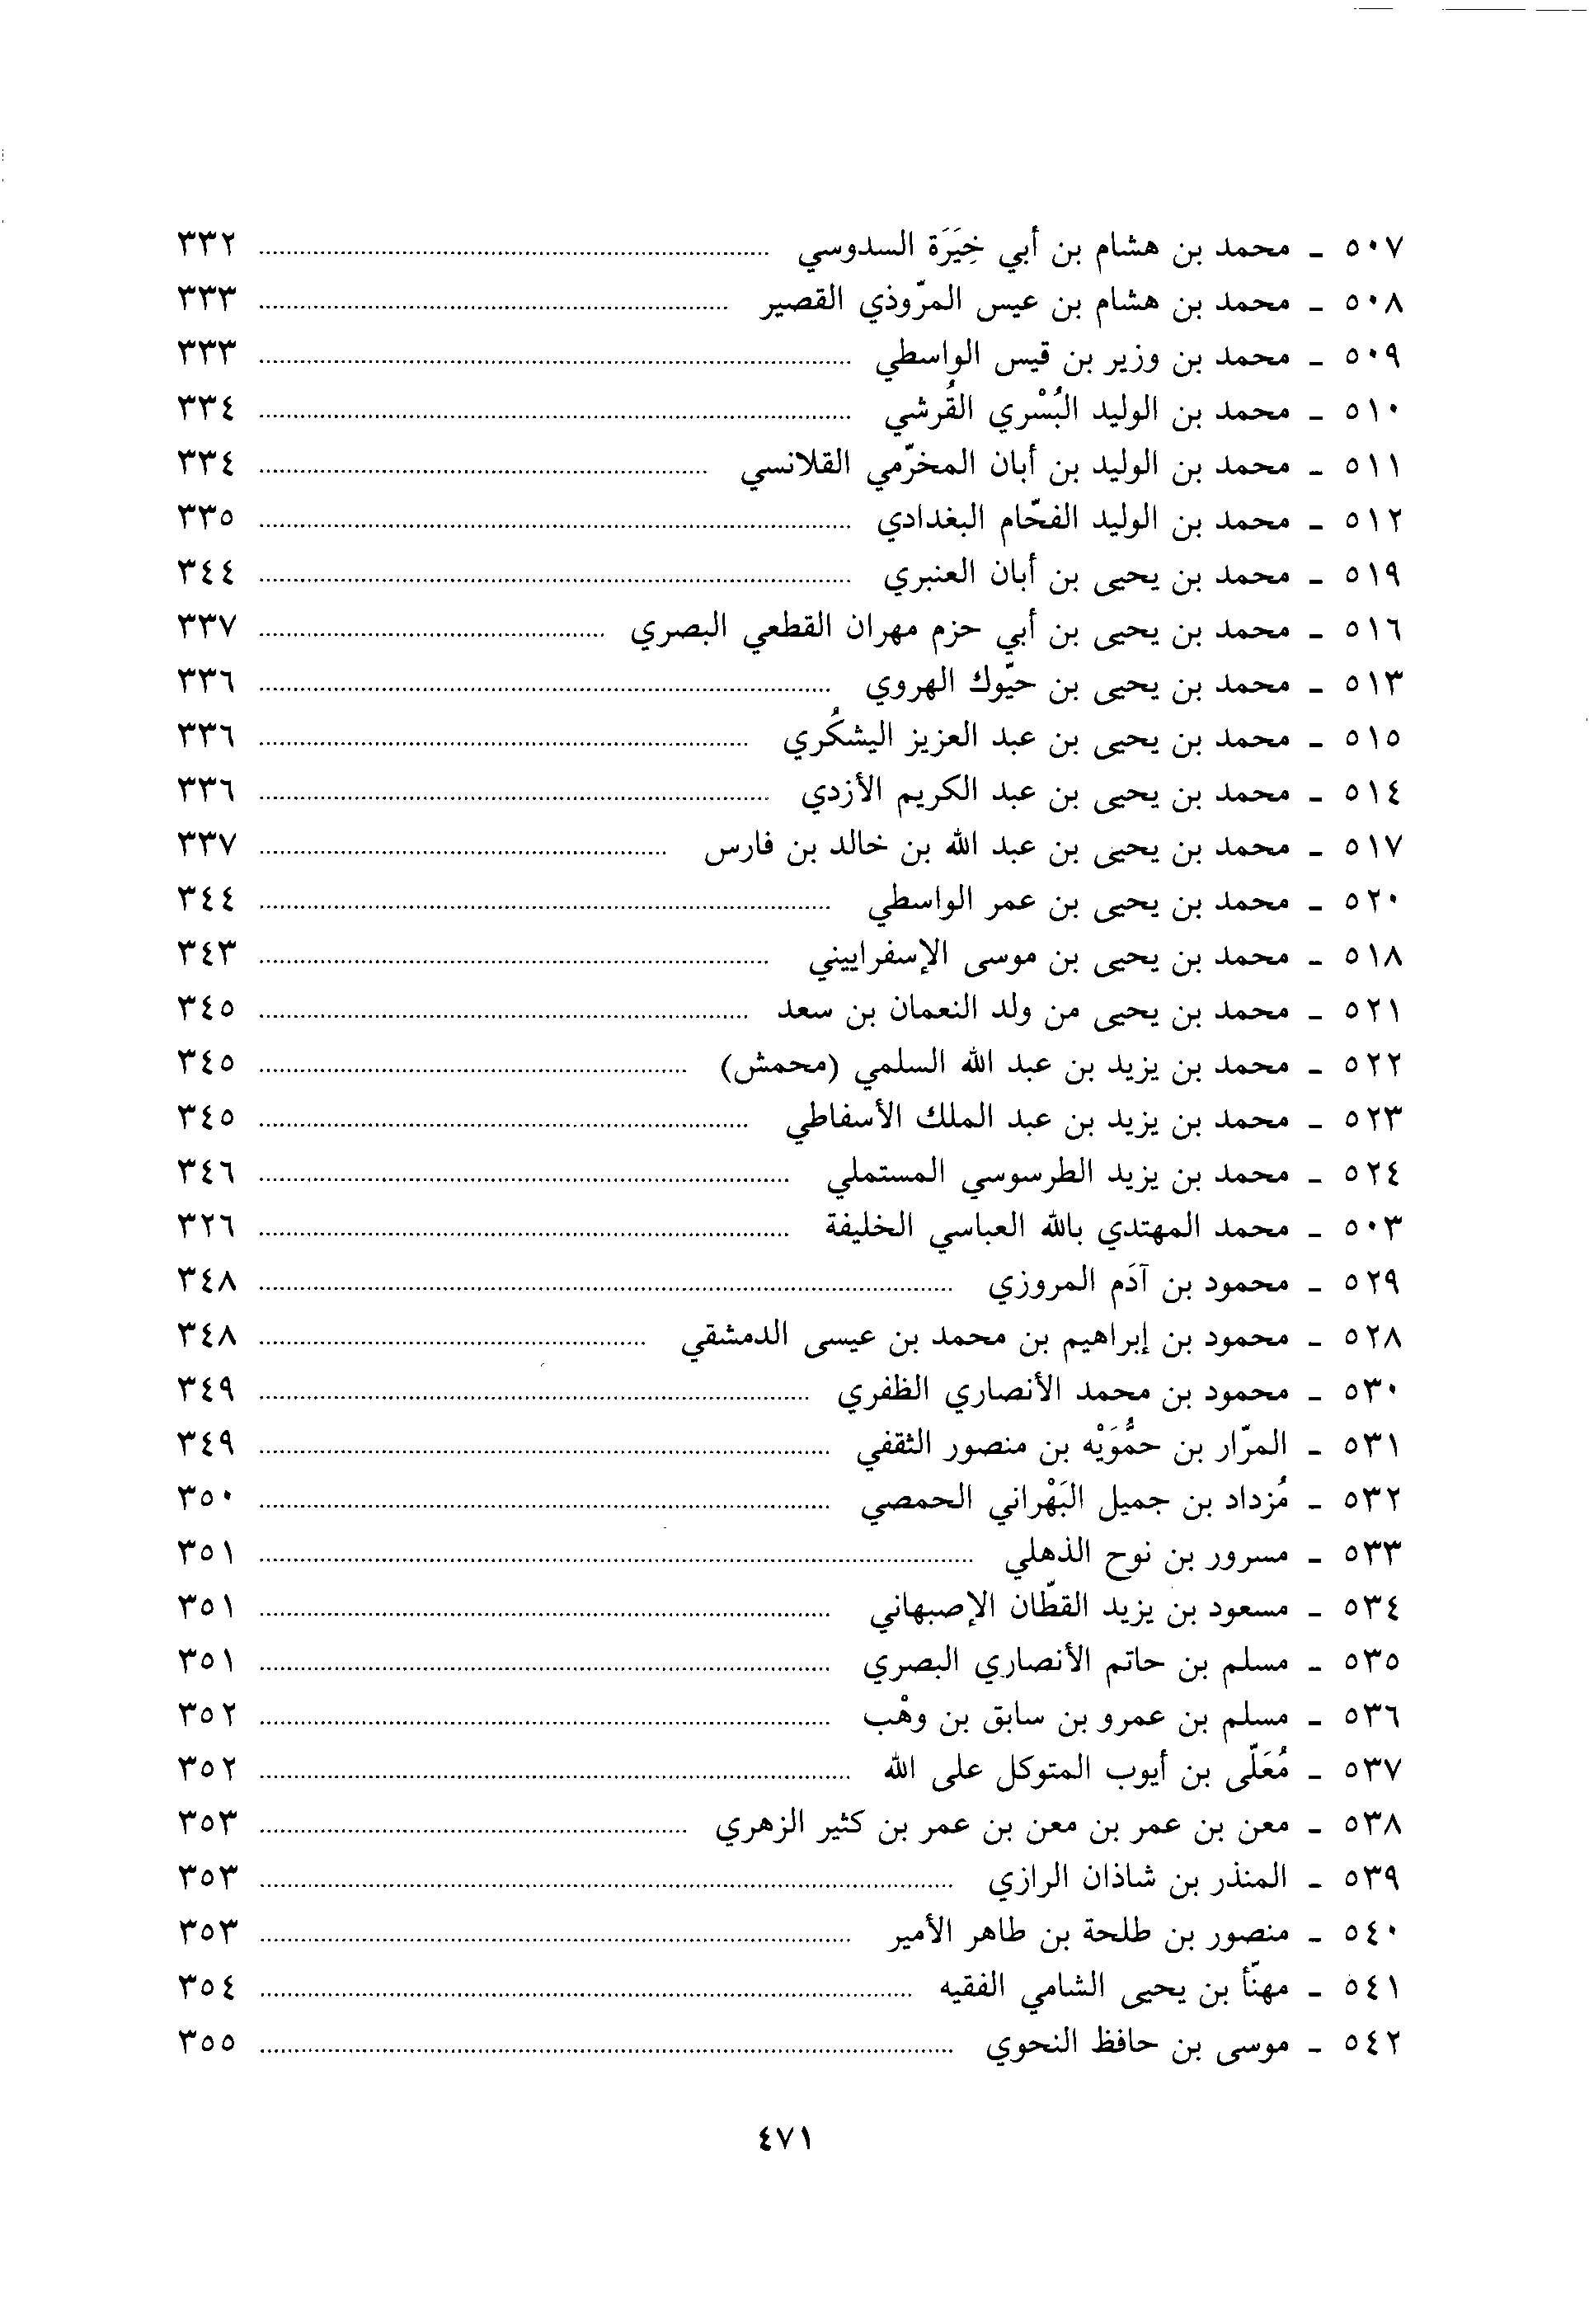 ٥٠٧ ـ محمد بن هشام بن أبي خِيَرَة السدوسي ........ ٣٣٢
٥٠٨ ـ محمد بن هشام بن عيس المرّوذي القصير ........ ٣٣٣
٥٠٩ ـ محمد بن وزير بن قيس الواسطي ........ ٣٣٣
٥١٠ ـ محمد بن الوليد البُسْري القُرشي ........ ٣٣٤
٥١١ ـ محمد بن الوليد بن أبان المخرّمي القلانسي ........ ٣٣٤
٥١٢ ـ محمد بن الوليد الفحّام البغدادي ........ ٣٣٥
٥١٩ ـ محمد بن يحيى بن أبان العنبري ........ ٣٤٤
٥١٦ ـ محمد بن يحيى بن أبي حزم مهران القطعي البصري ........ ٣٣٧
٥١٣ ـ محمد بن يحيى بن حيّوك الهروي ........ ٣٣٦
٥١٥ ـ محمد بن يحيى بن عبد العزيز اليشكُري ........ ٣٣٦
٥١٤ ـ محمد بن يحيى بن عبد الكريم الأزدي ........ ٣٣٦
٥١٧ ـ محمد بن يحيى بن عبد الله بن خالد بن فارس ........ ٣٣٧
٥٢٠ ـ محمد بن يحيى بن عمر الواسطي ........ ٣٤٤
٥١٨ ـ محمد بن يحيى بن موسى الإسفراييني ........ ٣٤٣
٥٢١ ـ محمد بن يحيى من ولد النعمان بن سعد ........ ٣٤٥
٥٢٢ ـ محمد بن يزيد بن عبد الله السلمي (محمش) ........ ٣٤٥
٥٢٣ ـ محمد بن يزيد بن عبد الملك الأسفاطي ........ ٣٤٥
٥٢٤ ـ محمد بن يزيد الطرسوسي المستملي ........ ٣٤٦
٥٠٣ ـ محمد المهتدي بالله العباسي الخليفة ........ ٣٢٦
٥٢٩ ـ محمود بن آدَم المروزي ........ ٣٤٨
٥٢٨ ـ محمود بن إبراهيم بن محمد بن عيسى الدمشقي ........ ٣٤٨
٥٣٠ ـ محمود بن محمد الأنصاري الظفري ........ ٣٤٩
٥٣١ ـ المرّار بن حمُّوَيْه بن منصور الثقفي ........ ٣٤٩
٥٣٢ ـ مُزداد بن جميل البَهْراني الحمصي ........ ٣٥٠
٥٣٣ ـ مسرور بن نوح الذهلي ........ ٣٥١
٥٣٤ ـ مسعود بن يزيد القطّان الإصبهاني ........ ٣٥١
٥٣٥ ـ مسلم بن حاتم الأنصاري البصري ........ ٣٥١
٥٣٦ ـ مسلم بن عمرو بن سابق بن وهْب ........ ٣٥٢
٥٣٧ ـ مُعَلّى بن أيوب المتوكل على الله ........ ٣٥٢
٥٣٨ ـ معن بن عمر بن معن بن عمر بن كثير الزهري ........ ٣٥٣
٥٣٩ ـ المنذر بن شاذان الرازي ........ ٣٥٣
٥٤٠ ـ منصور بن طلحة بن طاهر الأمير ........ ٣٥٣
٥٤١ ـ مهنّأ بن يحيى الشامي الفقيه ........ ٣٥٤
٥٤٢ ـ موسى بن حافظ النحوي ........ ٣٥٥
٤٧١